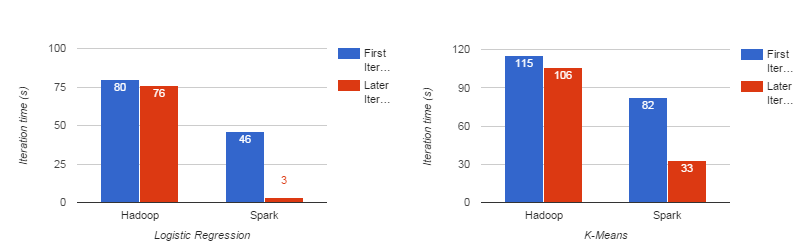 100
75
50
25
0
Iteration time (s)
80
76
46
3
Hadoop
Spark
Logistic Regression
First
Iter…
Later
Iter…
120
90
60
30
0
Iteration time (s)
115
106
82
33
Hadoop
Spark
K-Means
First
Iter…
Later
Iter…